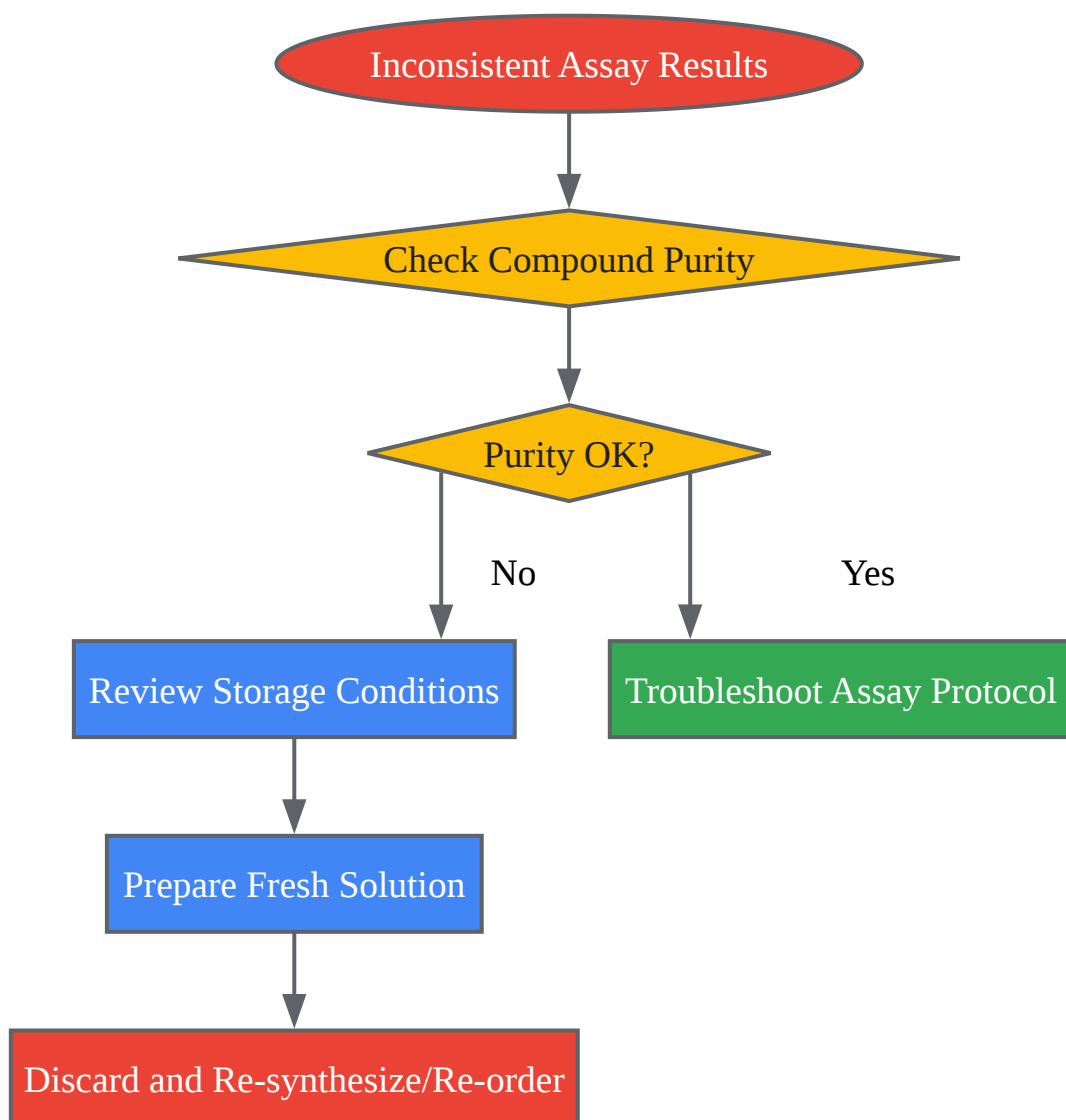 Inconsistent Assay Results
Check Compound Purity
Purity OK?
No
Yes
Review Storage Conditions
Troubleshoot Assay Protocol
Prepare Fresh Solution
Discard and Re-synthesize/Re-order